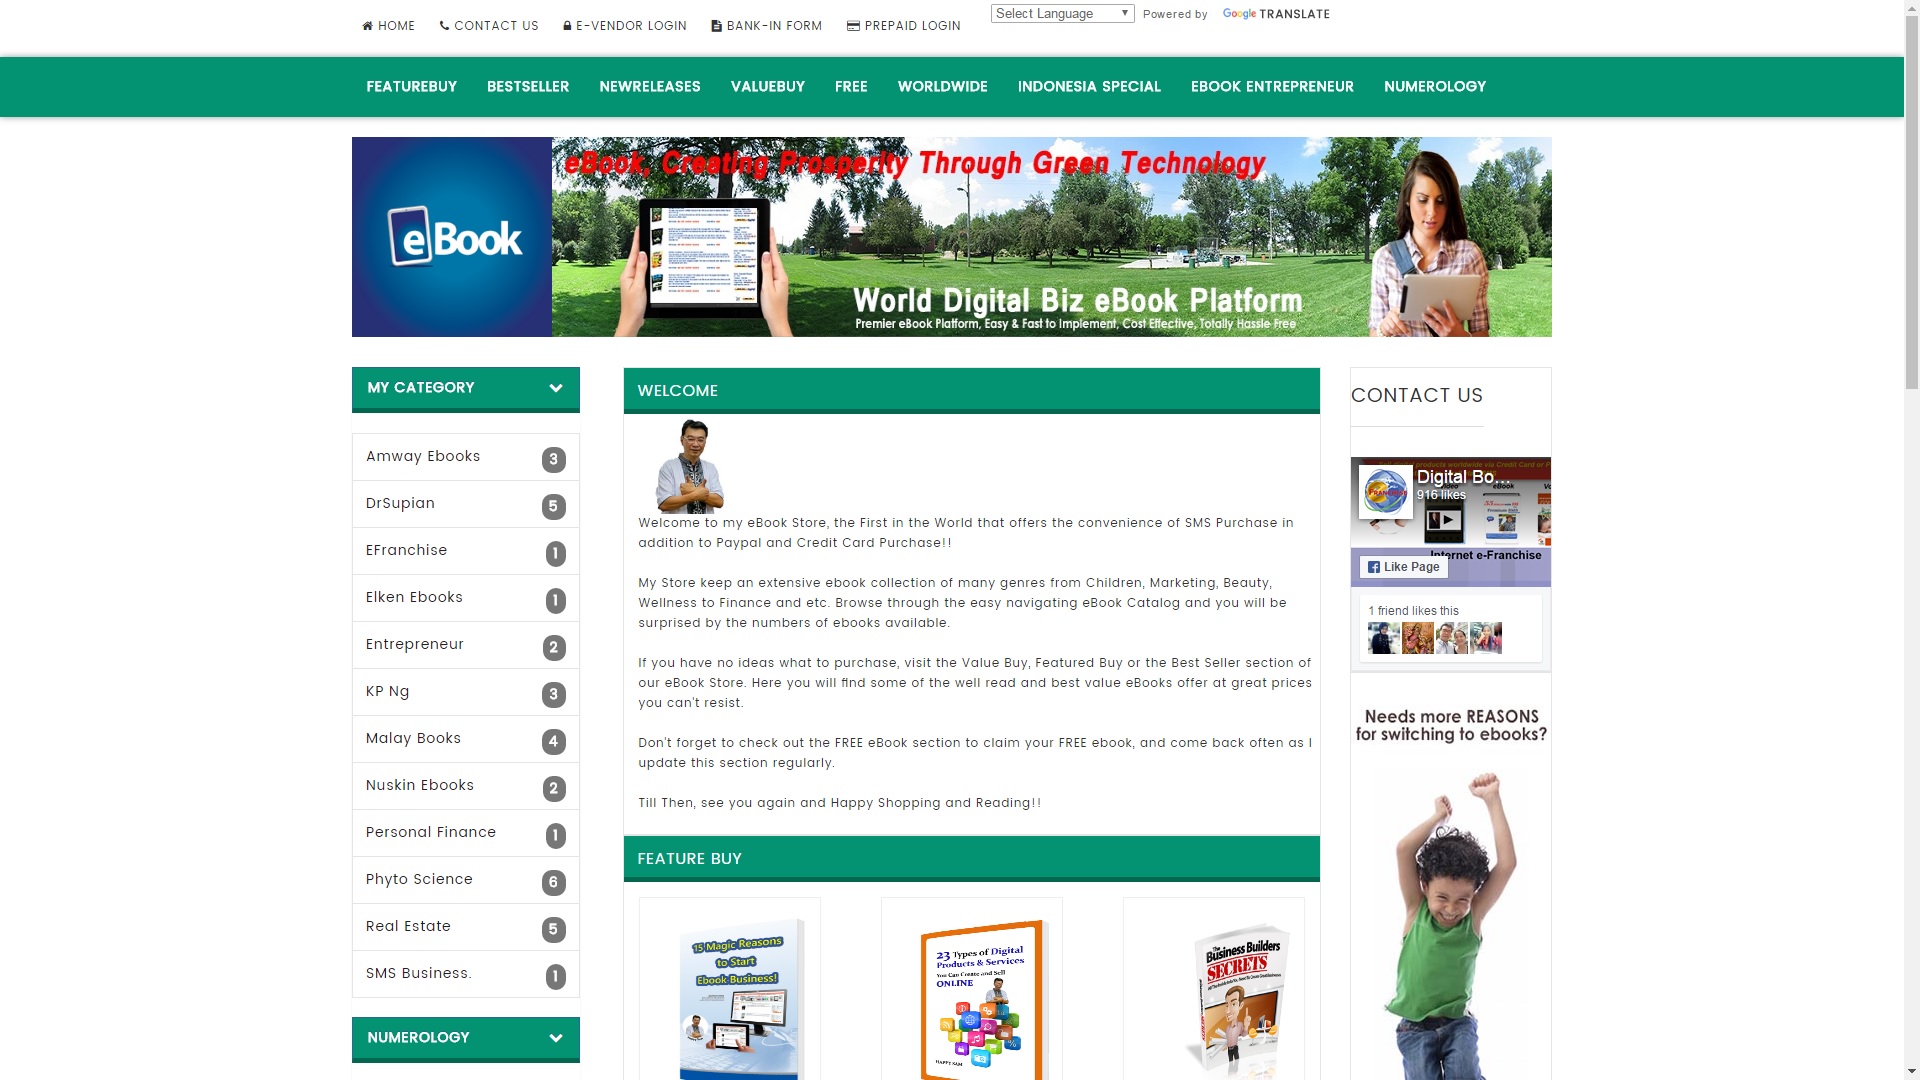 HOME
CONTACT US
E-VENDOR LOGIN
BANK-IN FORM
PREPAID LOGIN
Select Language
Powered by Google TRANSLATE
FEATUREBUY
BESTSELLER
NEWRELEASES
VALUEBUY
FREE
WORLDWIDE
INDONESIA SPECIAL
EBOOK ENTREPRENEUR
NUMEROLOGY
eBook, Creating Prosperity Through Green Technology
eBook
World Digital Biz eBook Platform
Premier eBook Platform, Easy & Fast to Implement, Cost Effective, Totally Hassle Free
MY CATEGORY
Amway Ebooks 3
DrSupian 5
EFranchise 1
Elken Ebooks 1
Entrepreneur 2
KP Ng 3
Malay Books 4
Nuskin Ebooks 2
Personal Finance 1
Phyto Science 6
Real Estate 5
SMS Business. 1
NUMEROLOGY
WELCOME
Welcome to my eBook Store, the First in the World that offers the convenience of SMS Purchase in
addition to Paypal and Credit Card Purchase!!
My Store keep an extensive ebook collection of many genres from Children, Marketing, Beauty,
Wellness to Finance and etc. Browse through the easy navigating eBook Catalog and you will be
surprised by the numbers of ebooks available.
If you have no ideas what to purchase, visit the Value Buy, Featured Buy or the Best Seller section of
our eBook Store. Here you will find some of the well read and best value eBooks offer at great prices
you can't resist.
Don't forget to check out the FREE eBook section to claim your FREE ebook, and come back often as I
update this section regularly.
Till Then, see you again and Happy Shopping and Reading!!
FEATURE BUY
15 Magic Reasons
to Start
Ebook Business!
23 Types of Digital
Products & Services
You Can Create and Sell
ONLINE
HAPPY SAM
The
Business Builders
SECRETS
CONTACT US
Digital Bo...
916 likes
eBook
Internet e-Franchise
Like Page
1 friend likes this
Needs more REASONS
for switching to ebooks?